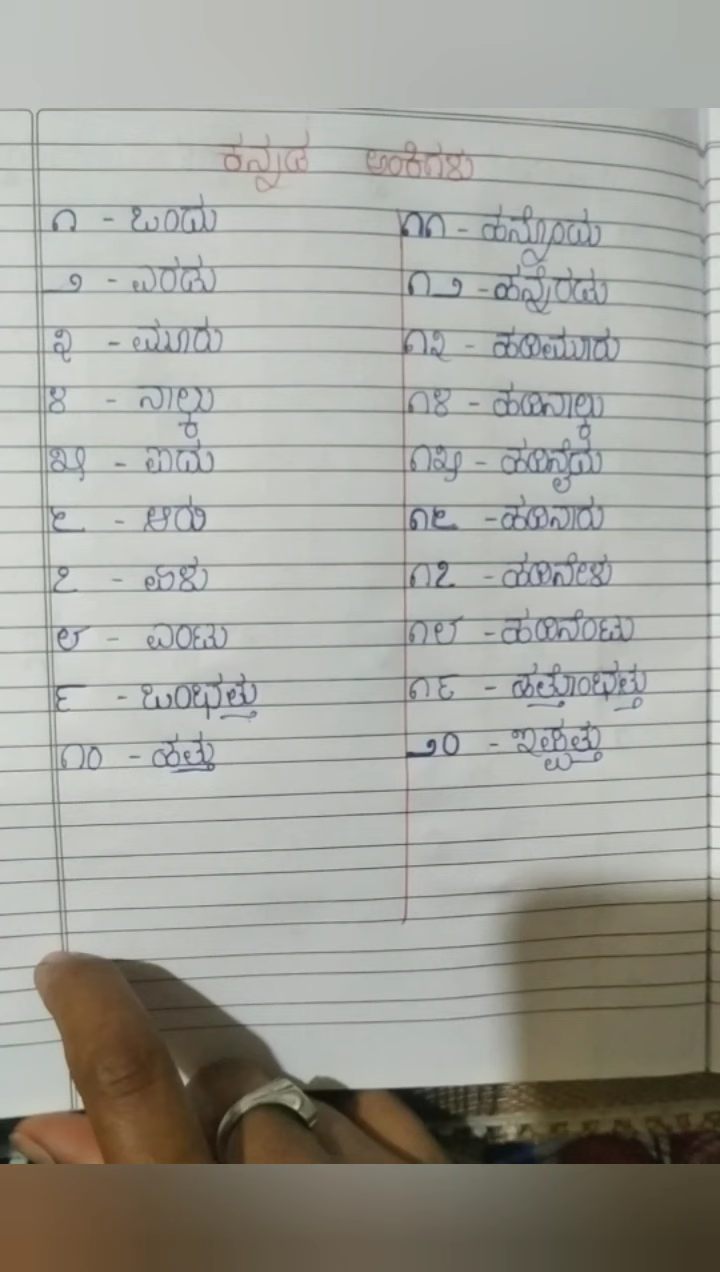 ಕನ್ನಡ ಅಂಕಿಗಳು
೧ - ಒಂದು
೨ - ಎರಡು
೩ - ಮೂರು
೪ - ನಾಲ್ಕು
೫ - ಐದು
೬ - ಆರು
೭ - ಏಳು
೮ - ಎಂಟು
೯ - ಒಂಭತ್ತು
೧೦ - ಹತ್ತು
೧೧ - ಹನ್ನೊಂದು
೧೨ - ಹನ್ನೆರಡು
೧೩ - ಹದಿಮೂರು
೧೪ - ಹದಿನಾಲ್ಕು
೧೫ - ಹದಿನೈದು
೧೬ - ಹದಿನಾರು
೧೭ - ಹದಿನೇಳು
೧೮ - ಹದಿನೆಂಟು
೧೯ - ಹತ್ತೊಂಭತ್ತು
೨೦ - ಇಪ್ಪತ್ತು